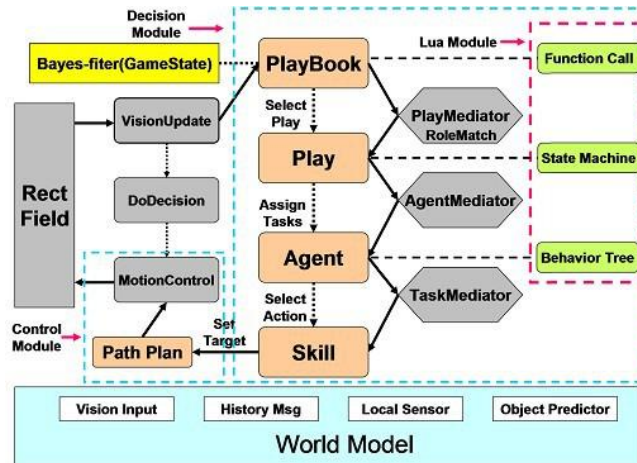 Decision
Module
Bayes-fiter(GameState)
PlayBook
Lua Module
Function Call
Select
Play
VisionUpdate
PlayMediator
RoleMatch
Play
State Machine
Rect
Field
DoDecision
Assign
Tasks
AgentMediator
Agent
Behavior Tree
MotionControl
Select
Action
TaskMediator
Control
Module
Path Plan
Set
Target
Skill
Vision Input
History Msg
Local Sensor
Object Predictor
World Model